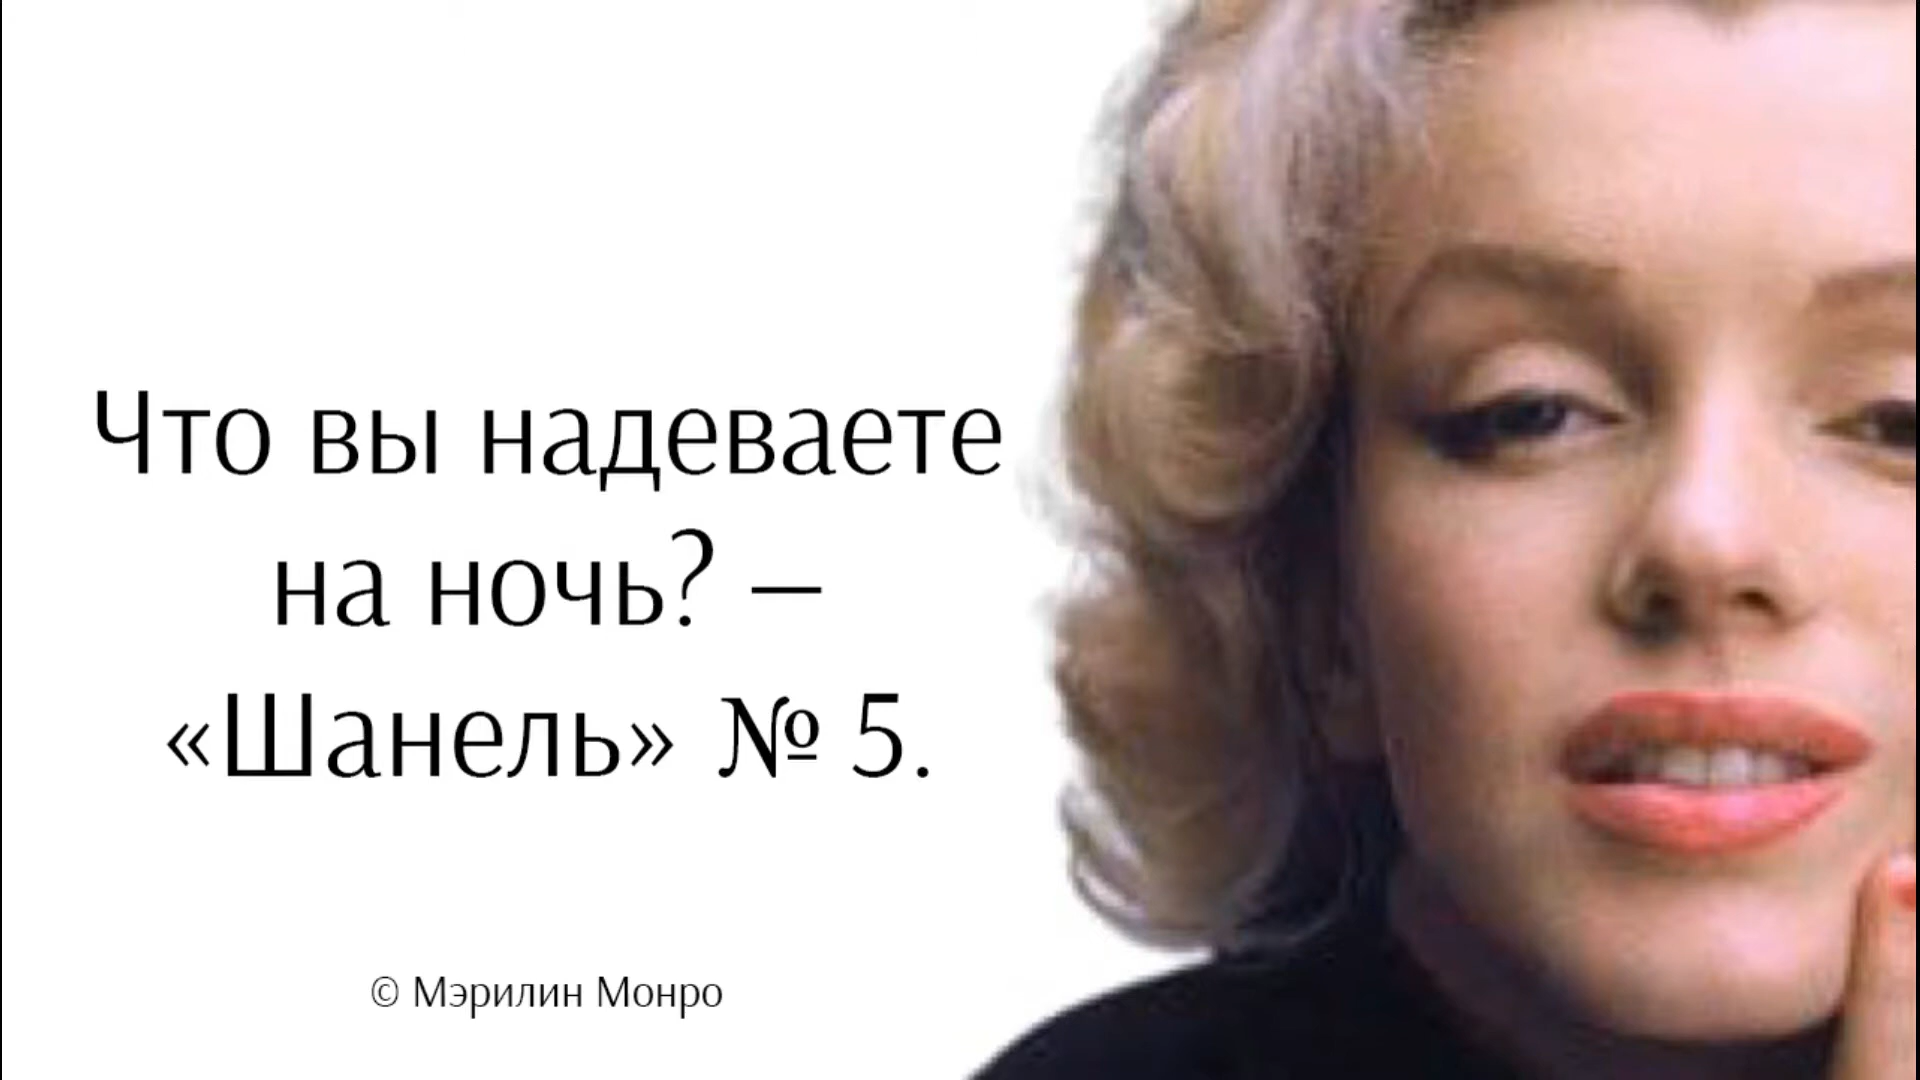 Что вы надеваете
на ночь? –
«Шанель» № 5.
© Мэрилин Монро